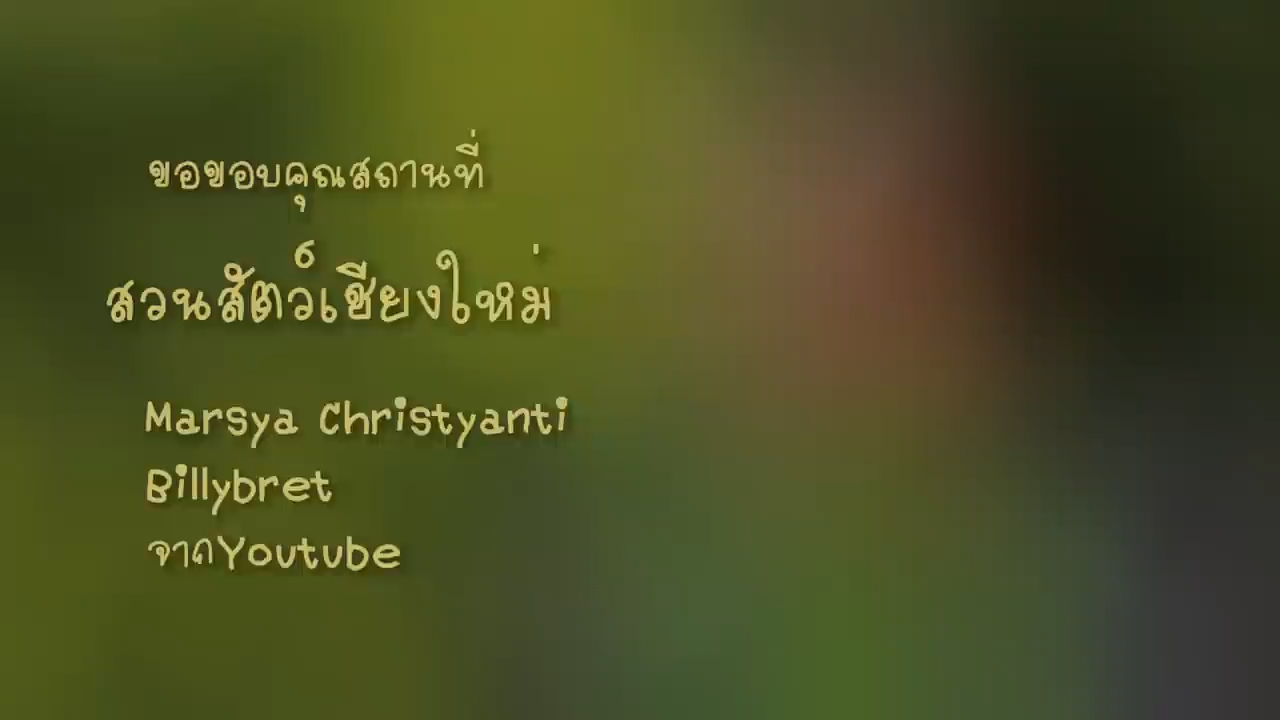 ขอขอบคุณสถานที่
สวนสัตว์เชียงใหม่
Marsya Christyanti
Billybret
จากYoutube